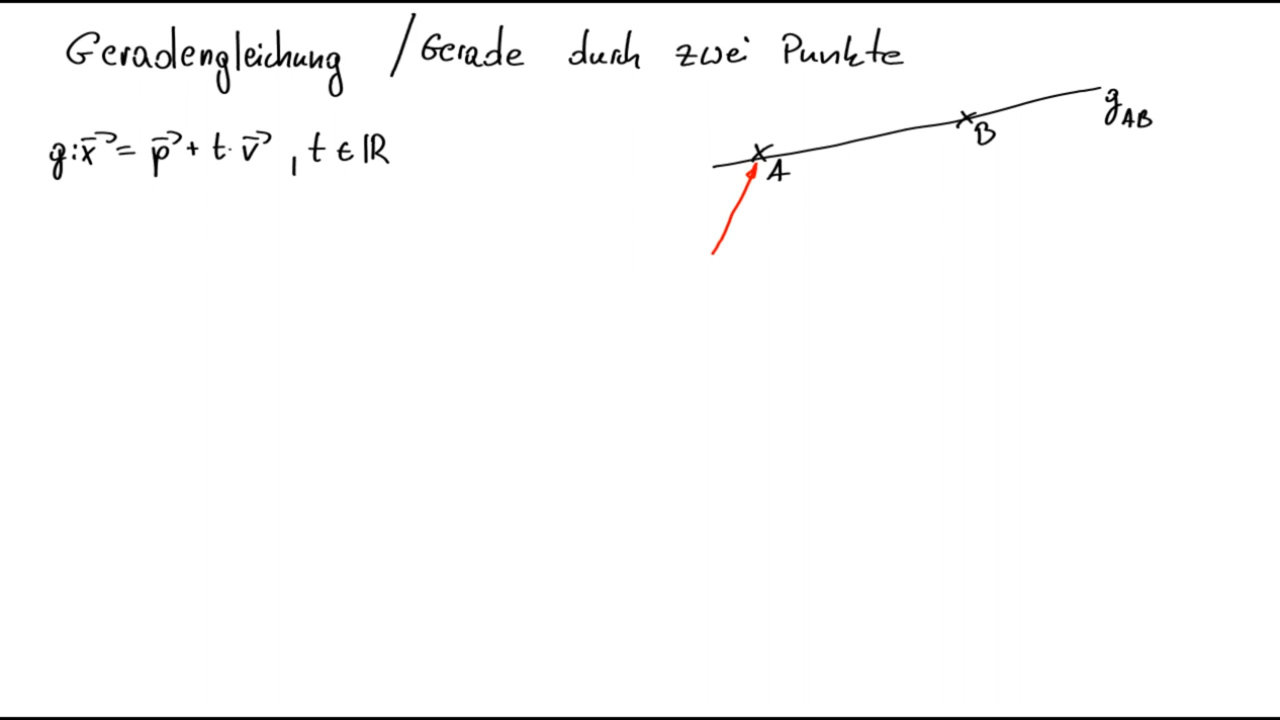 Geradengleichung / Gerade durch zwei Punkte
g: x⃗ = p⃗ + t · v⃗ , t ∈ ℝ
A
B
g_AB